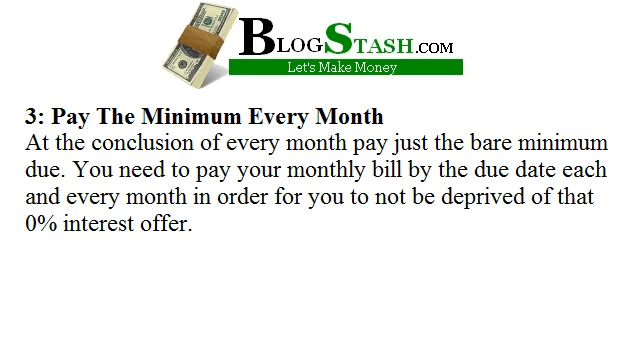 BLOGSTASH.COM
Let's Make Money
3: Pay The Minimum Every Month
At the conclusion of every month pay just the bare minimum
due. You need to pay your monthly bill by the due date each
and every month in order for you to not be deprived of that
0% interest offer.